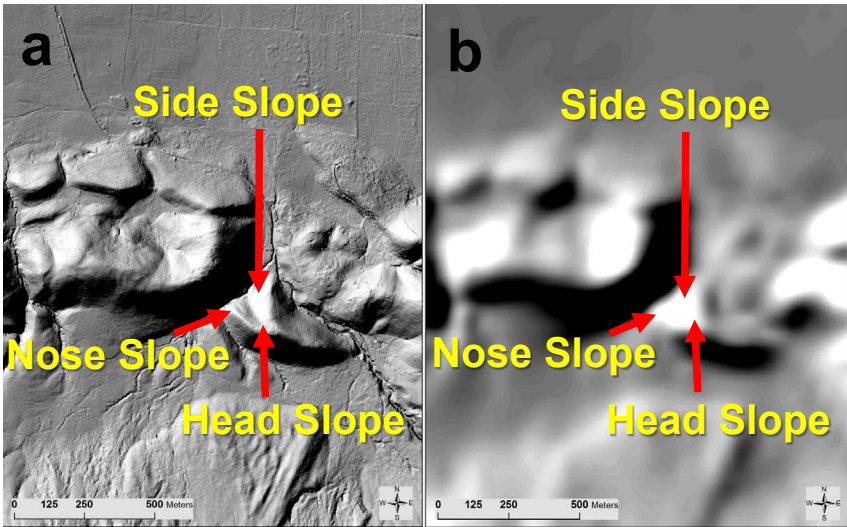 a
Side Slope
Nose Slope
Head Slope
0 125 250 500 Meters
N
W E
S
b
Side Slope
Nose Slope
Head Slope
0 125 250 500 Meters
N
W E
S